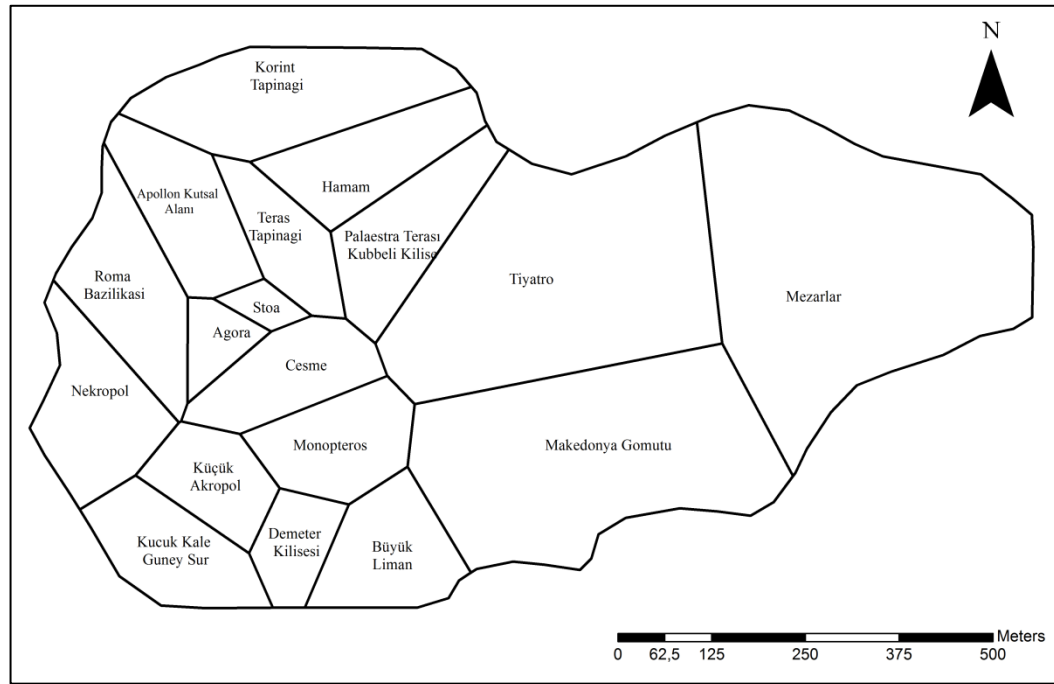 N
Korint
Tapinagi
Hamam
Apollon Kutsal
Alanı
Teras
Tapinagi
Palaestra Terası
Kubbeli Kilise
Roma
Bazilikasi
Tiyatro
Mezarlar
Stoa
Agora
Cesme
Nekropol
Monopteros
Makedonya Gomutu
Küçük
Akropol
Kucuk Kale
Guney Sur
Demeter
Kilisesi
Büyük
Liman
Meters
0 62,5 125 250 375 500